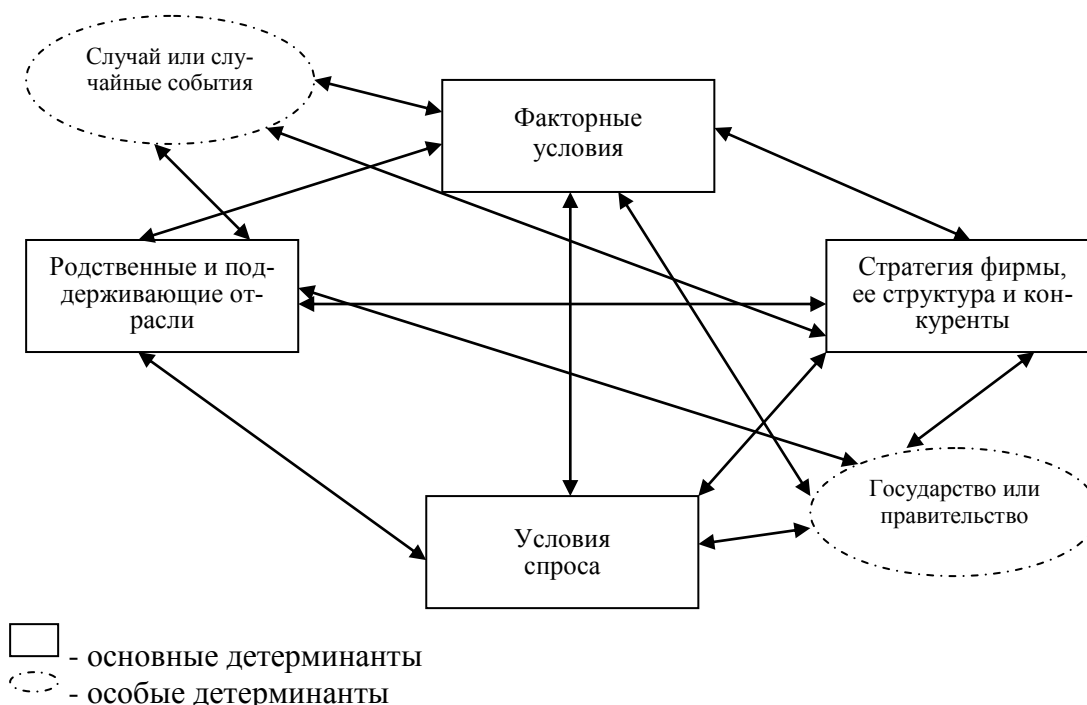 Случай или слу-
чайные события
Факторные
условия
Родственные и под-
держивающие от-
расли
Стратегия фирмы,
ее структура и кон-
куренты
Государство или
правительство
Условия
спроса
- основные детерминанты
- особые детерминанты